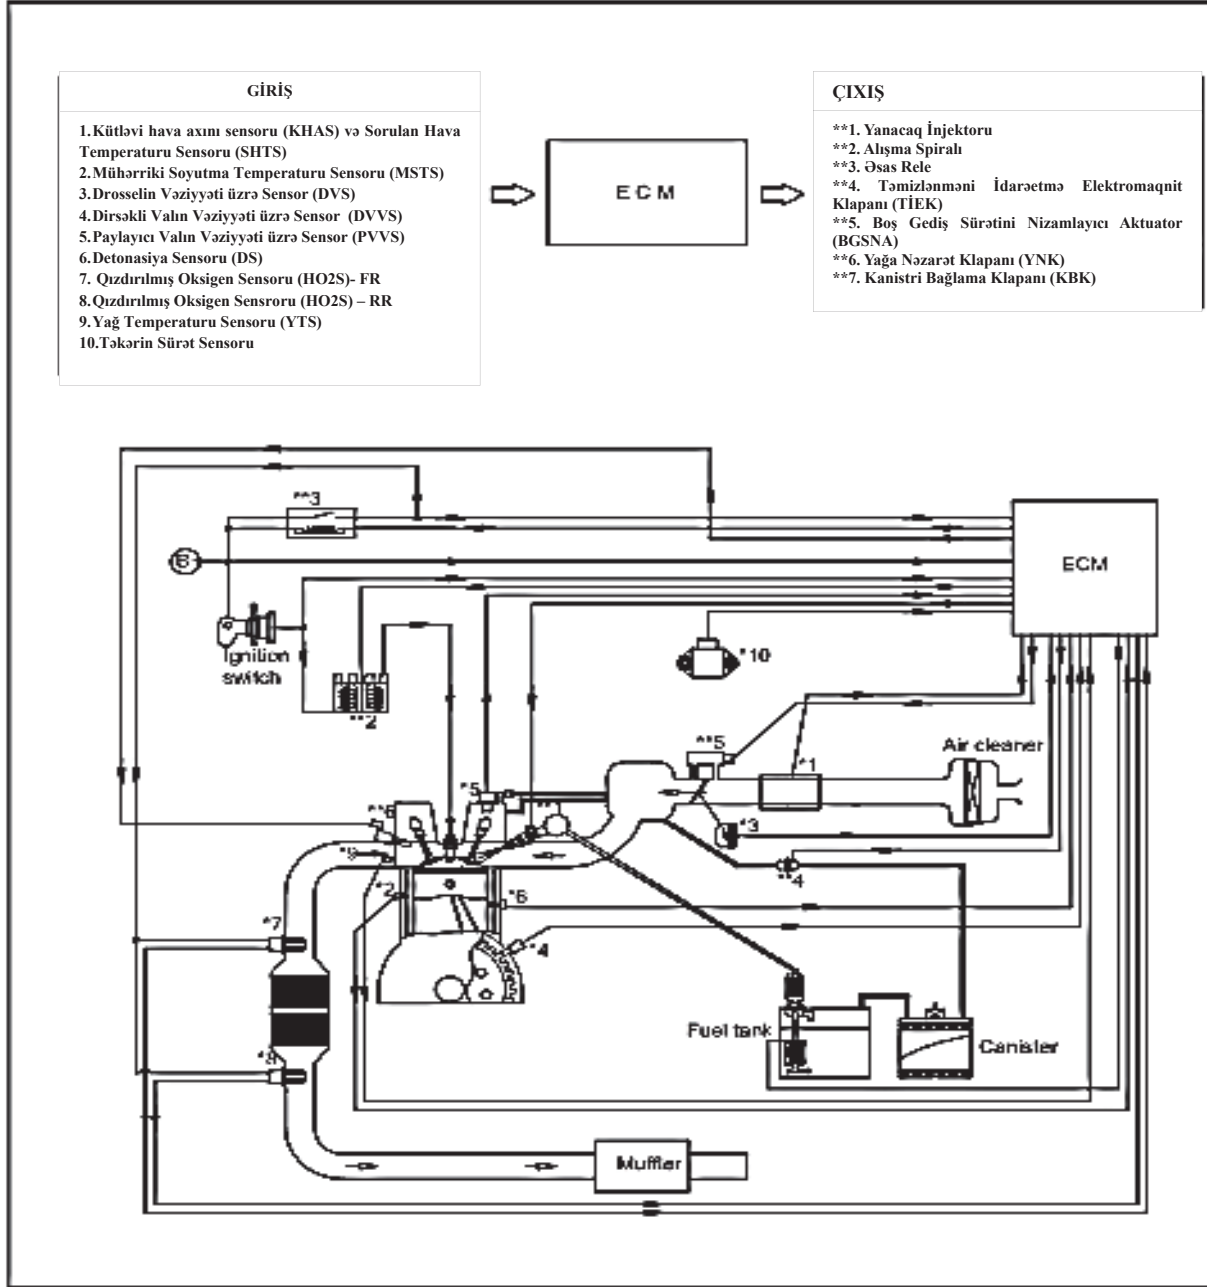 GİRİŞ
1.Kütləvi hava axını sensoru (KHAS) və Sorulan Hava
Temperaturu Sensoru (SHTS)
2.Mühərriki Soyutma Temperaturu Sensoru (MSTS)
3.Drosselin Vəziyyəti üzrə Sensor (DVS)
4.Dirsəkli Valın Vəziyyəti üzrə Sensor (DVVS)
5.Paylayıcı Valın Vəziyyəti üzrə Sensor (PVVS)
6.Detonasiya Sensoru (DS)
7. Qızdırılmış Oksigen Sensoru (HO2S)- FR
8.Qızdırılmış Oksigen Sensroru (HO2S) – RR
9.Yağ Temperaturu Sensoru (YTS)
10.Təkərin Sürət Sensoru
E C M
ÇIXIŞ
**1. Yanacaq İnjektoru
**2. Alışma Spiralı
**3. Əsas Rele
**4. Təmizlənməni İdarəetmə Elektromaqnit
Klapanı (TİEK)
**5. Boş Gediş Sürətini Nizamlayıcı Aktuator
(BGSNA)
**6. Yağa Nəzarət Klapanı (YNK)
**7. Kanistri Bağlama Klapanı (KBK)
**3
B
ECM
Ignition
switch
*10
**2
**5
Air cleaner
*1
*5
**6
*3
*9
**4
*2
*6
*7
*4
Fuel tank
Canister
*8
Muffler